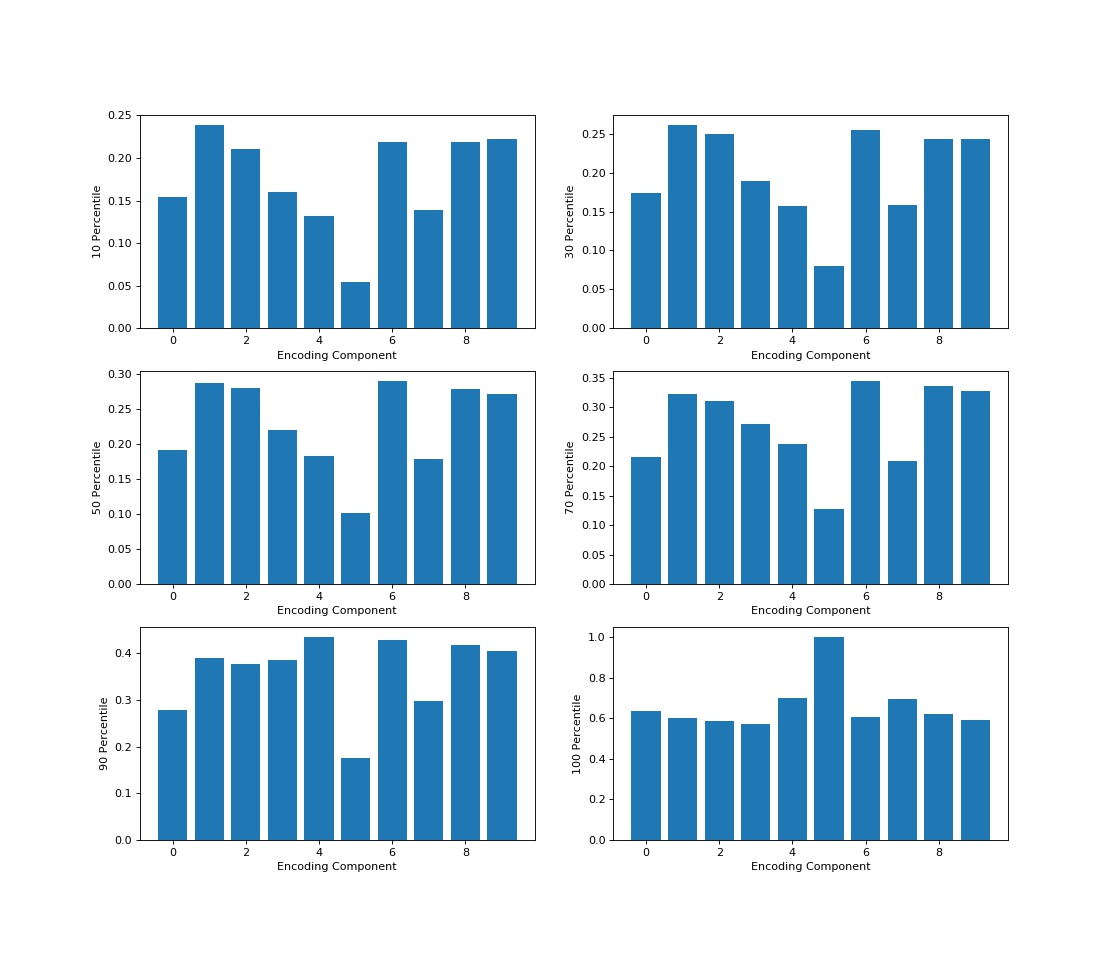 0.25
0.20
0.15
0.10
0.05
0.00
10 Percentile
0 2 4 6 8
Encoding Component
0.25
0.20
0.15
0.10
0.05
0.00
30 Percentile
0 2 4 6 8
Encoding Component
0.30
0.25
0.20
0.15
0.10
0.05
0.00
50 Percentile
0 2 4 6 8
Encoding Component
0.35
0.30
0.25
0.20
0.15
0.10
0.05
0.00
70 Percentile
0 2 4 6 8
Encoding Component
0.4
0.3
0.2
0.1
0.0
90 Percentile
0 2 4 6 8
Encoding Component
1.0
0.8
0.6
0.4
0.2
0.0
100 Percentile
0 2 4 6 8
Encoding Component